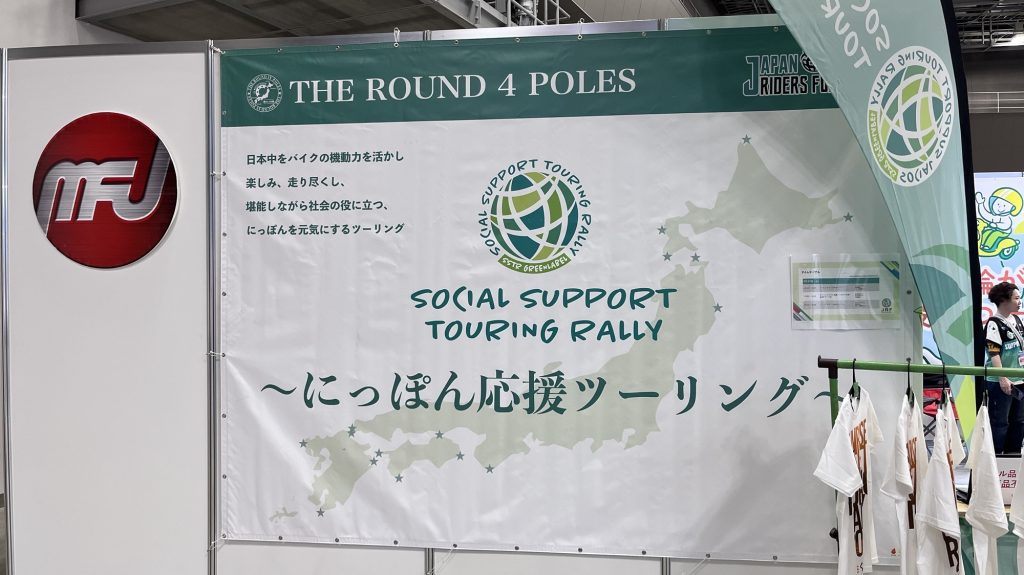 MFJ
THE ROUND 4 POLES
JAPAN
RIDERS
日本中をバイクの機動力を活かし
楽しみ、走り尽くし、
堪能しながら社会の役に立つ、
にっぽんを元気にするツーリング
SOCIAL SUPPORT TOURING RALLY
SSTR GREENLABEL
SOCIAL SUPPORT
TOURING RALLY
〜にっぽん応援ツーリング〜